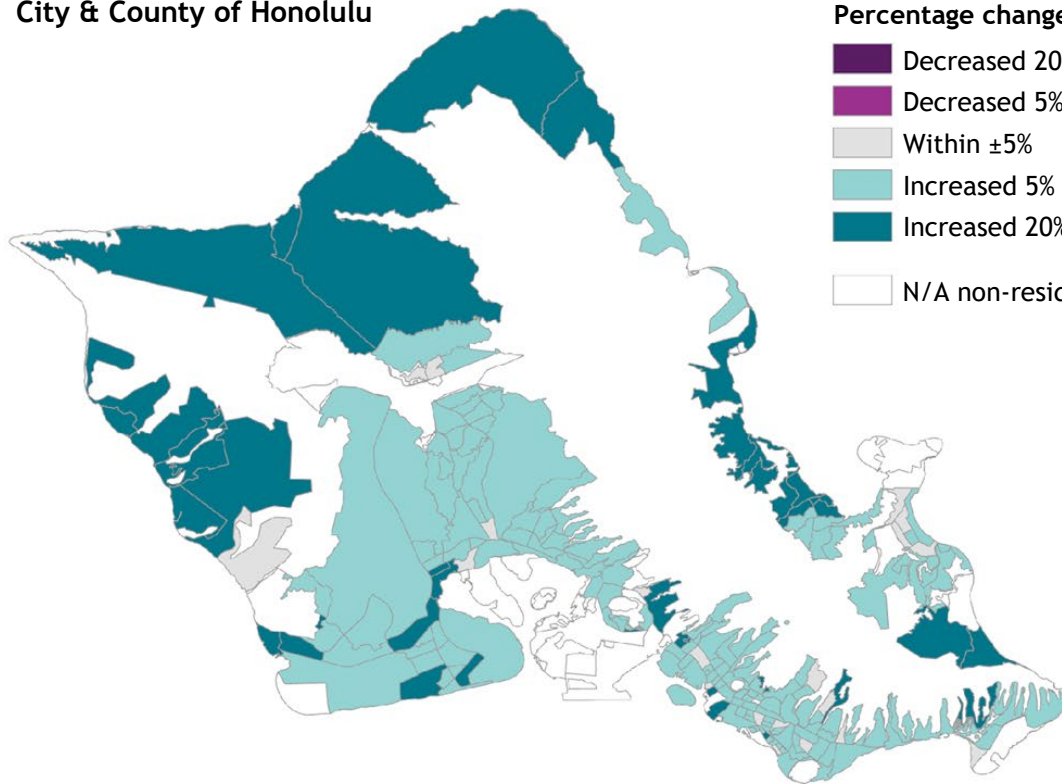 City & County of Honolulu
Percentage change
Decreased 20
Decreased 5%
Within ±5%
Increased 5%
Increased 20%
N/A non-resid